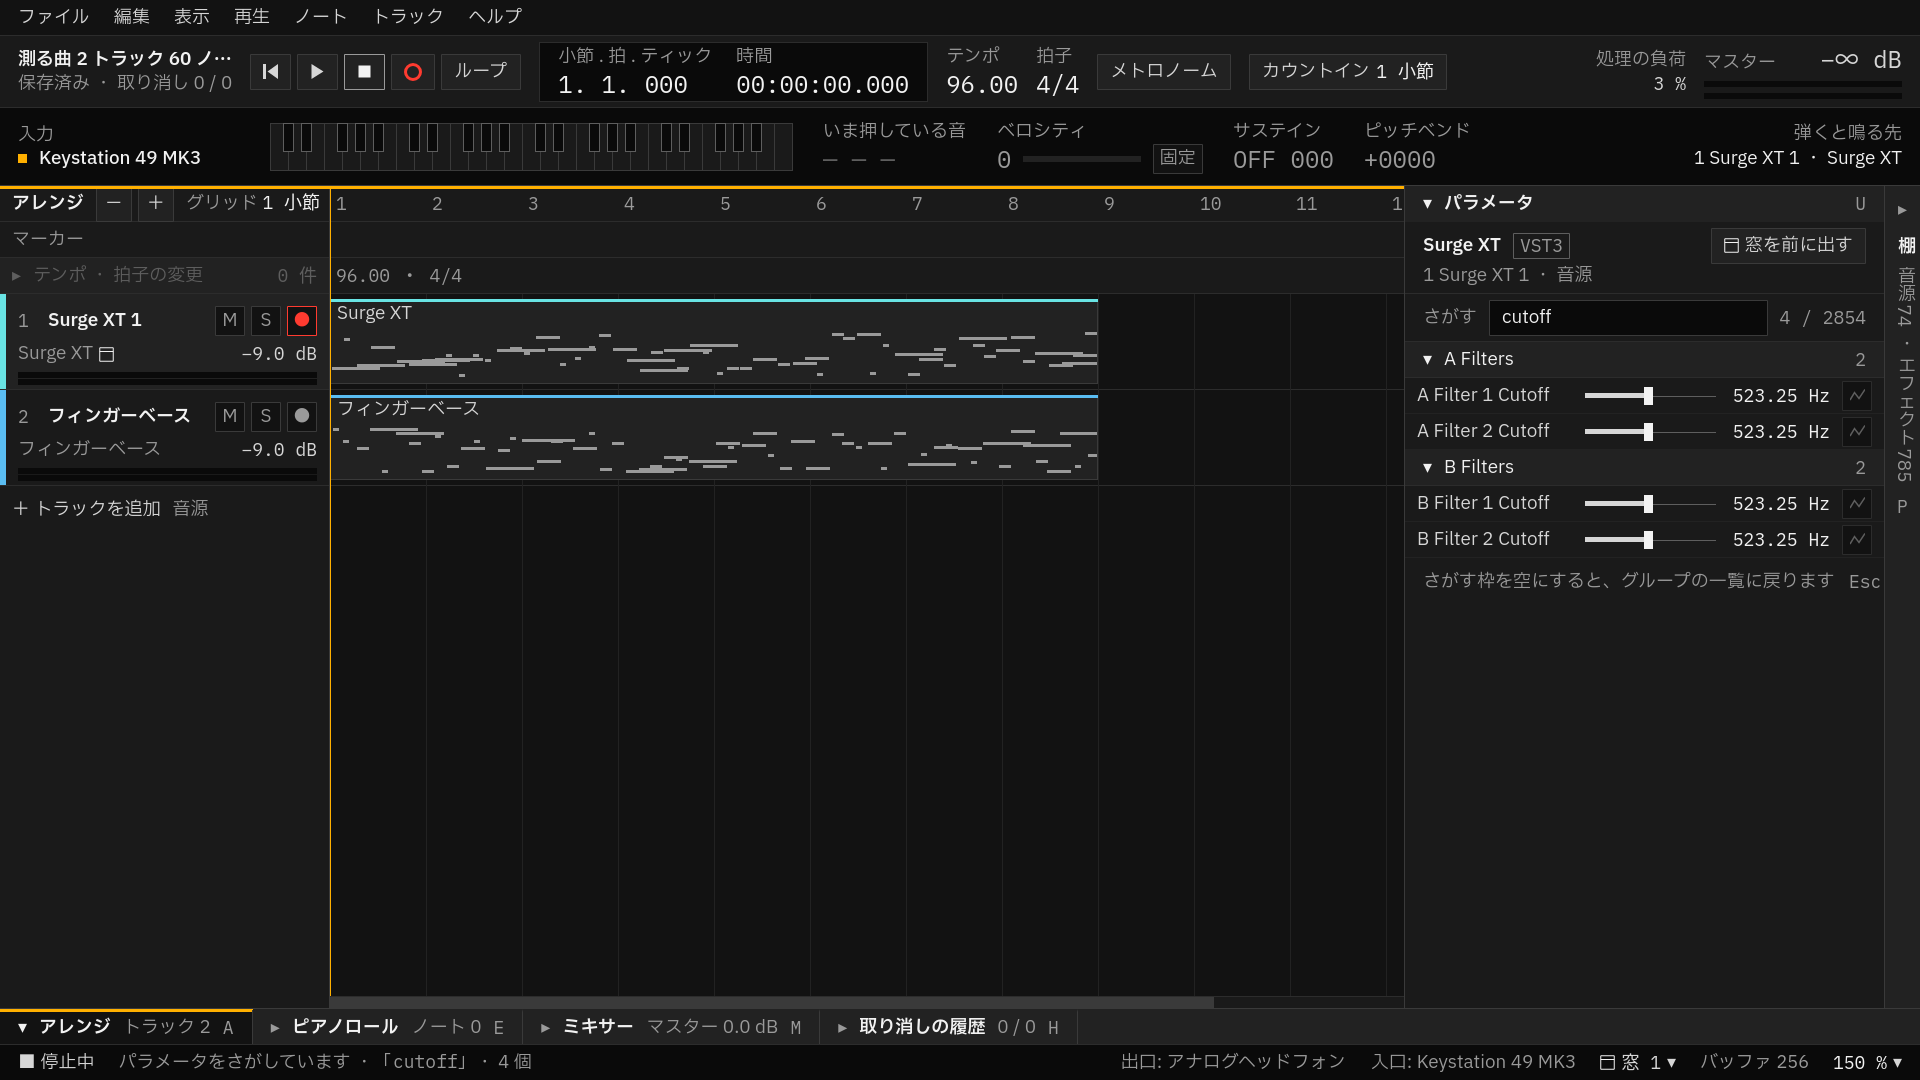 ファイル 編集 表示 再生 ノート トラック ヘルプ
測る曲 2 トラック 60 ノ…
保存済み ・ 取り消し 0 / 0
ループ
小節 . 拍 . ティック 時間
1. 1. 000 00:00:00.000
テンポ 拍子
96.00 4/4
メトロノーム
カウントイン 1 小節
処理の負荷
3 %
マスター −∞ dB
入力
Keystation 49 MK3
いま押している音
— — —
ベロシティ
0 固定
サステイン
OFF 000
ピッチベンド
+0000
弾くと鳴る先
1 Surge XT 1 ・ Surge XT
アレンジ − + グリッド 1 小節
1 2 3 4 5 6 7 8 9 10 11 1
マーカー
▸ テンポ ・ 拍子の変更 0 件
96.00 ・ 4/4
1 Surge XT 1 M S
Surge XT −9.0 dB
Surge XT
2 フィンガーベース M S
フィンガーベース −9.0 dB
フィンガーベース
+ トラックを追加 音源
▾ パラメータ U
Surge XT VST3 窓を前に出す
1 Surge XT 1 ・ 音源
さがす cutoff 4 / 2854
▾ A Filters 2
A Filter 1 Cutoff 523.25 Hz
A Filter 2 Cutoff 523.25 Hz
▾ B Filters 2
B Filter 1 Cutoff 523.25 Hz
B Filter 2 Cutoff 523.25 Hz
さがす枠を空にすると、グループの一覧に戻ります Esc
▸ 棚 音源 74 ・ エフェクト 785 P
▾ アレンジ トラック 2 A
▸ ピアノロール ノート 0 E
▸ ミキサー マスター 0.0 dB M
▸ 取り消しの履歴 0 / 0 H
停止中 パラメータをさがしています ・ 「cutoff」 ・ 4 個
出口: アナログヘッドフォン 入口: Keystation 49 MK3 窓 1 ▾ バッファ 256 150 % ▾